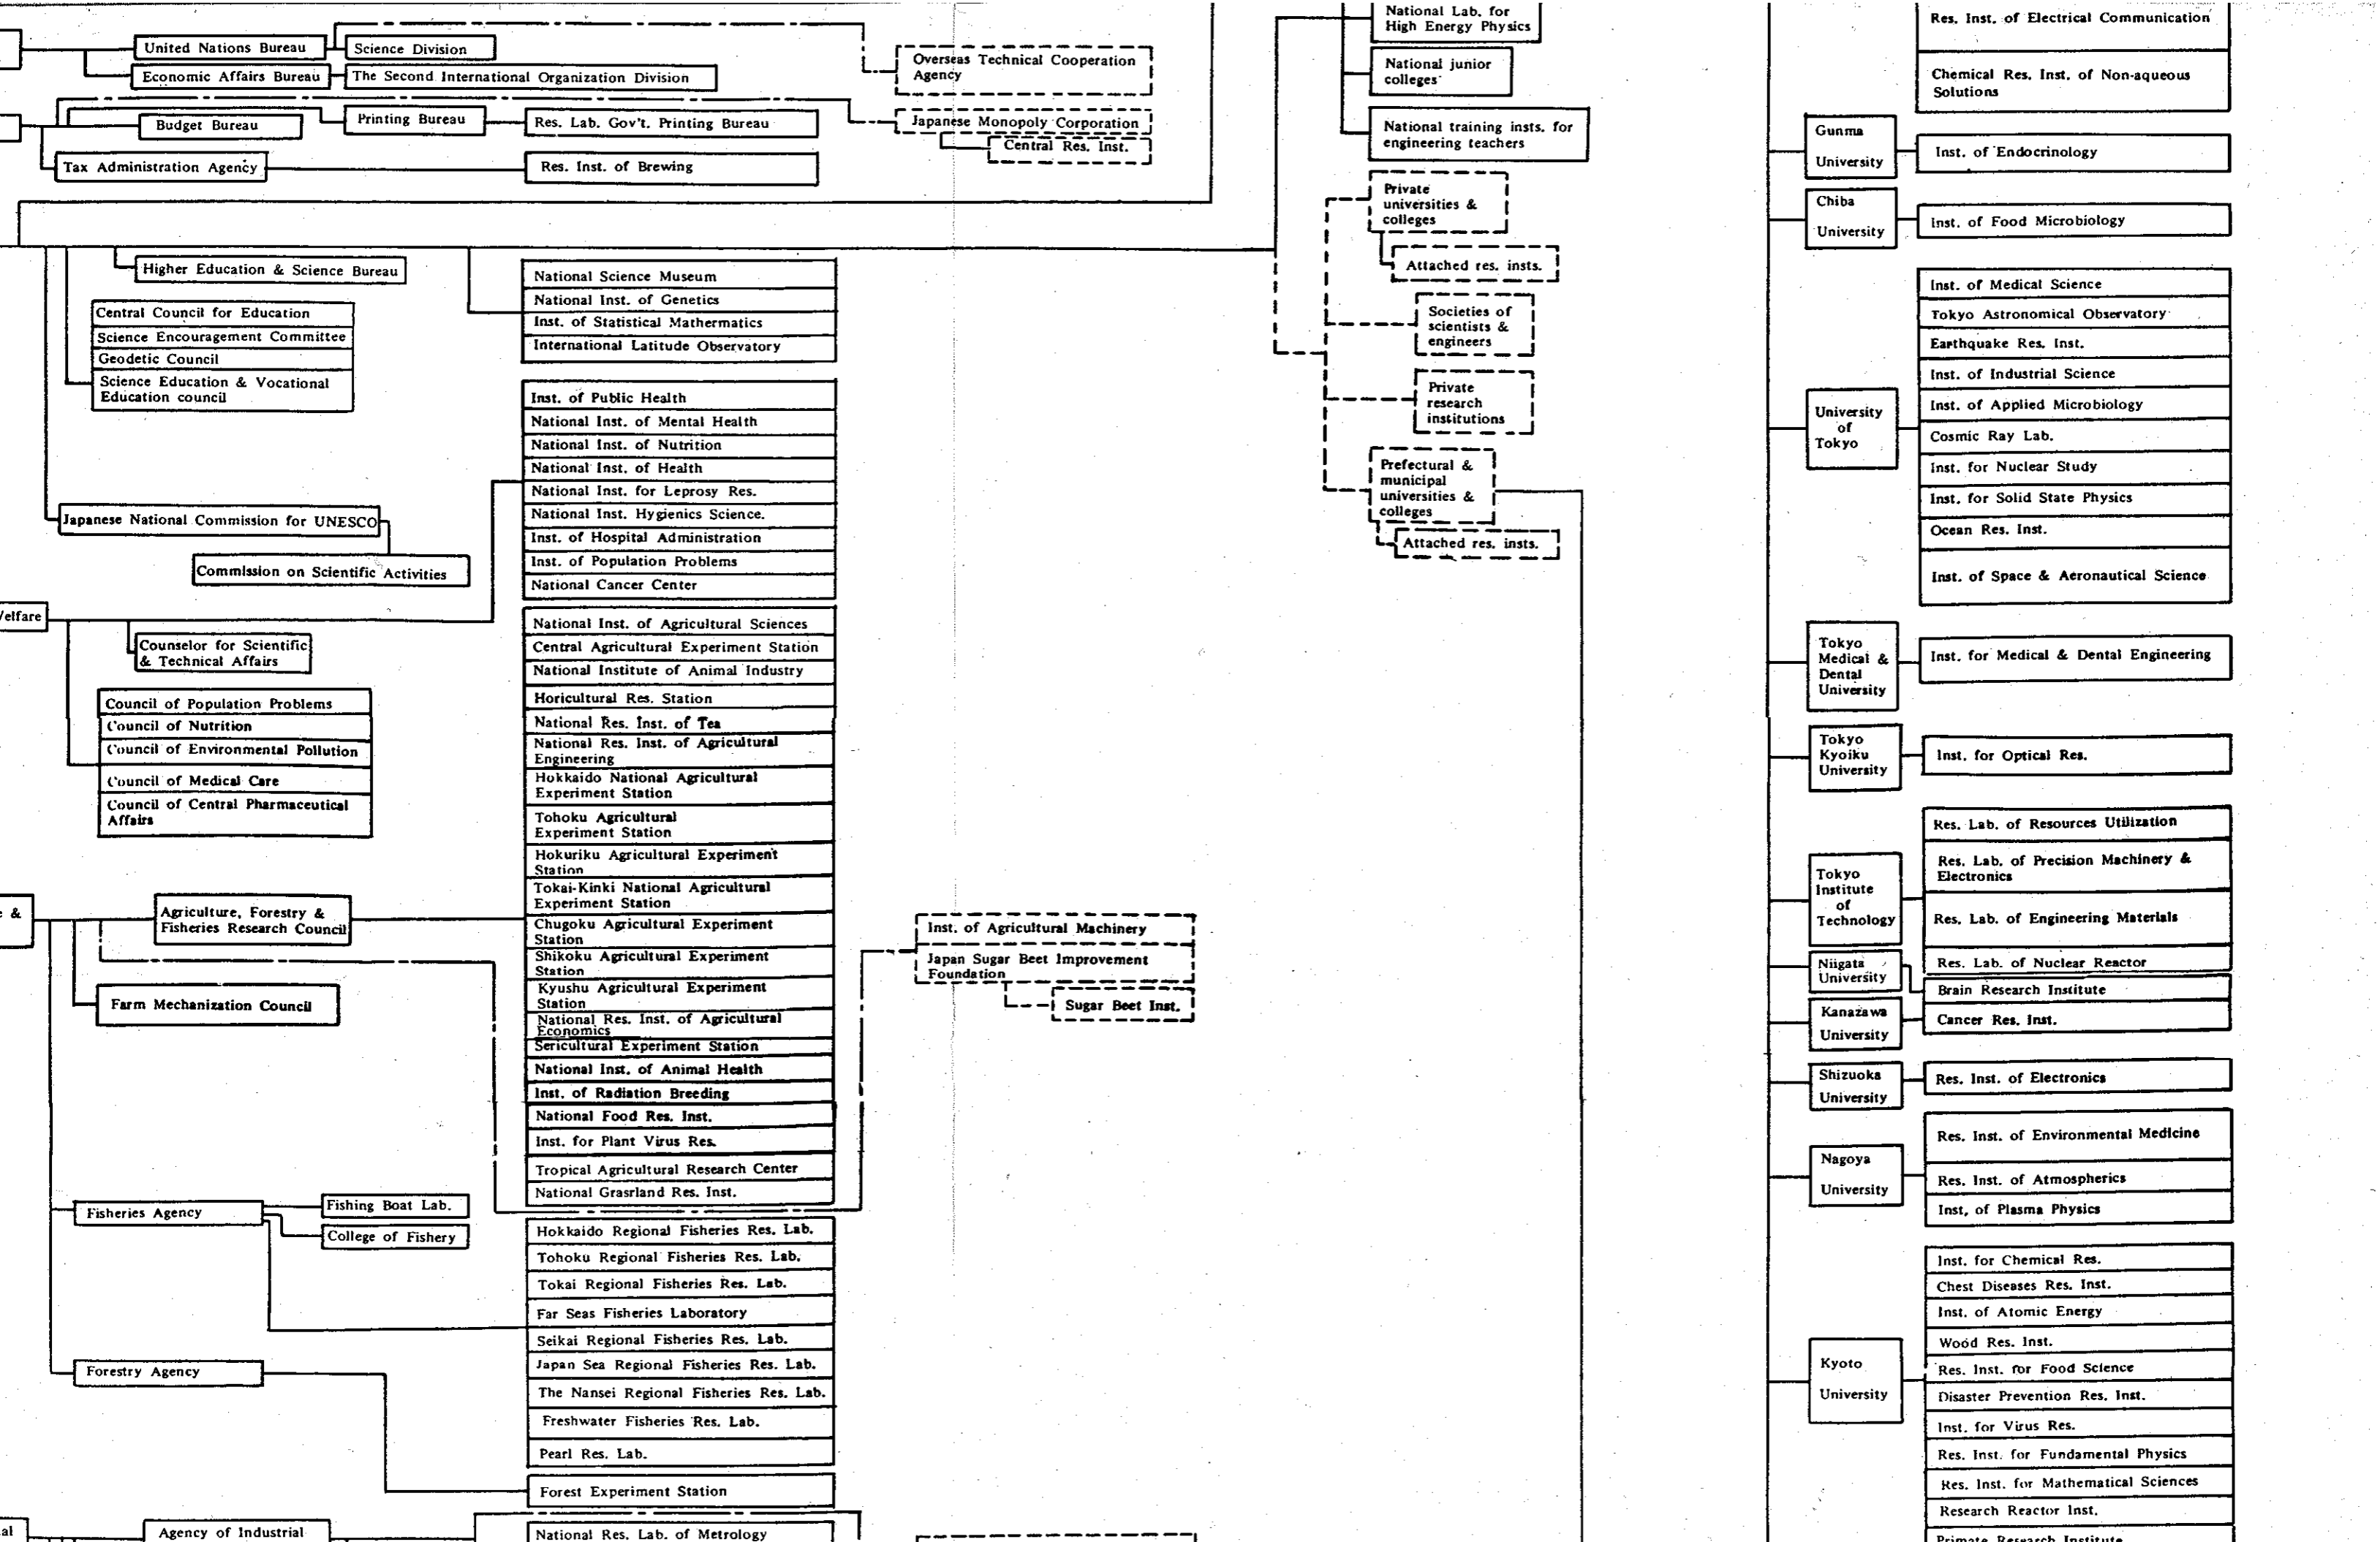 United Nations Bureau
Science Division
Economic Affairs Bureau
The Second International Organization Division
Overseas Technical Cooperation
Agency
Budget Bureau
Printing Bureau
Res. Lab. Gov't. Printing Bureau
Japanese Monopoly Corporation
Central Res. Inst.
Tax Administration Agency
Res. Inst. of Brewing
Higher Education & Science Bureau
Central Council for Education
Science Encouragement Committee
Geodetic Council
Science Education & Vocational
Education council
Japanese National Commission for UNESCO
Commission on Scientific Activities
National Science Museum
National Inst. of Genetics
Inst. of Statistical Mathermatics
International Latitude Observatory
Inst. of Public Health
National Inst. of Mental Health
National Inst. of Nutrition
National Inst. of Health
National Inst. for Leprosy Res.
National Inst. Hygienics Science.
Inst. of Hospital Administration
Inst. of Population Problems
National Cancer Center
Welfare
Counselor for Scientific
& Technical Affairs
Council of Population Problems
Council of Nutrition
Council of Environmental Pollution
Council of Medical Care
Council of Central Pharmaceutical
Affairs
National Inst. of Agricultural Sciences
Central Agricultural Experiment Station
National Institute of Animal Industry
Horicultural Res. Station
National Res. Inst. of Tea
National Res. Inst. of Agricultural
Engineering
Hokkaido National Agricultural
Experiment Station
Tohoku Agricultural
Experiment Station
Hokuriku Agricultural Experiment
Station
Tokai-Kinki National Agricultural
Experiment Station
Chugoku Agricultural Experiment
Station
Shikoku Agricultural Experiment
Station
Kyushu Agricultural Experiment
Station
National Res. Inst. of Agricultural
Economics
Sericultural Experiment Station
National Inst. of Animal Health
Inst. of Radiation Breeding
National Food Res. Inst.
Inst. for Plant Virus Res.
Tropical Agricultural Research Center
National Grasrland Res. Inst.
&
Agriculture, Forestry &
Fisheries Research Council
Farm Mechanization Council
Inst. of Agricultural Machinery
Japan Sugar Beet Improvement
Foundation
Sugar Beet Inst.
Fisheries Agency
Fishing Boat Lab.
College of Fishery
Hokkaido Regional Fisheries Res. Lab.
Tohoku Regional Fisheries Res. Lab.
Tokai Regional Fisheries Res. Lab.
Far Seas Fisheries Laboratory
Seikai Regional Fisheries Res. Lab.
Japan Sea Regional Fisheries Res. Lab.
The Nansei Regional Fisheries Res. Lab.
Freshwater Fisheries Res. Lab.
Pearl Res. Lab.
Forestry Agency
Forest Experiment Station
al
Agency of Industrial
National Res. Lab. of Metrology
National Lab. for
High Energy Physics
National junior
colleges
National training insts. for
engineering teachers
Private
universities &
colleges
Attached res. insts.
Societies of
scientists &
engineers
Private
research
institutions
Prefectural &
municipal
universities &
colleges
Attached res. insts.
Res. Inst. of Electrical Communication
Chemical Res. Inst. of Non-aqueous
Solutions
Gunma
University
Inst. of Endocrinology
Chiba
University
Inst. of Food Microbiology
University
of
Tokyo
Inst. of Medical Science
Tokyo Astronomical Observatory
Earthquake Res. Inst.
Inst. of Industrial Science
Inst. of Applied Microbiology
Cosmic Ray Lab.
Inst. for Nuclear Study
Inst. for Solid State Physics
Ocean Res. Inst.
Inst. of Space & Aeronautical Science
Tokyo
Medical &
Dental
University
Inst. for Medical & Dental Engineering
Tokyo
Kyoiku
University
Inst. for Optical Res.
Tokyo
Institute
of
Technology
Res. Lab. of Resources Utilization
Res. Lab. of Precision Machinery &
Electronics
Res. Lab. of Engineering Materials
Res. Lab. of Nuclear Reactor
Niigata
University
Brain Research Institute
Kanazawa
University
Cancer Res. Inst.
Shizuoka
University
Res. Inst. of Electronics
Nagoya
University
Res. Inst. of Environmental Medicine
Res. Inst. of Atmospherics
Inst. of Plasma Physics
Kyoto
University
Inst. for Chemical Res.
Chest Diseases Res. Inst.
Inst. of Atomic Energy
Wood Res. Inst.
Res. Inst. for Food Science
Disaster Prevention Res. Inst.
Inst. for Virus Res.
Res. Inst. for Fundamental Physics
Res. Inst. for Mathematical Sciences
Research Reactor Inst.
Primate Research Institute